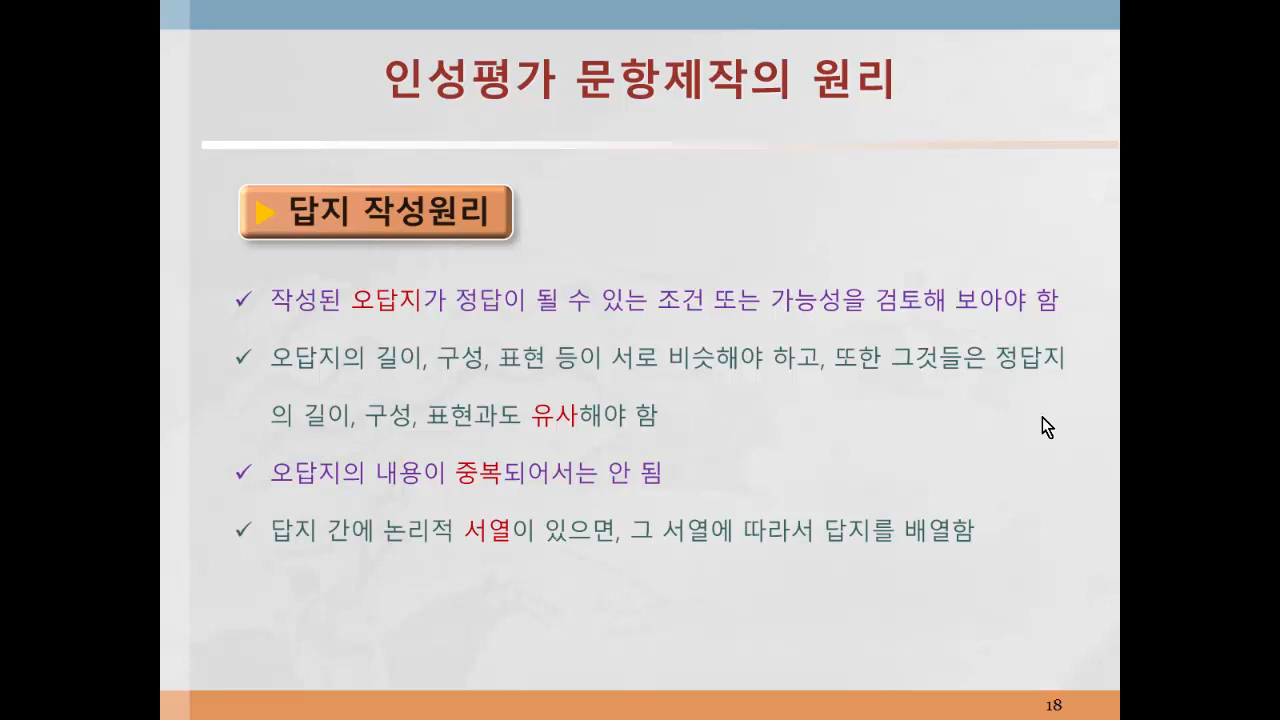 인성평가 문항제작의 원리
답지 작성원리
✓ 작성된 오답지가 정답이 될 수 있는 조건 또는 가능성을 검토해 보아야 함
✓ 오답지의 길이, 구성, 표현 등이 서로 비슷해야 하고, 또한 그것들은 정답지
의 길이, 구성, 표현과도 유사해야 함
✓ 오답지의 내용이 중복되어서는 안 됨
✓ 답지 간에 논리적 서열이 있으면, 그 서열에 따라서 답지를 배열함
18